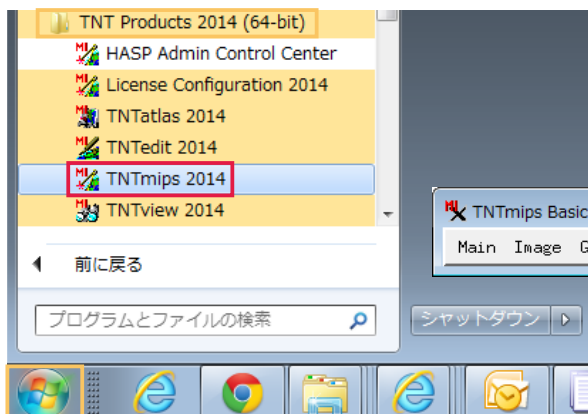 TNT Products 2014 (64-bit)
HASP Admin Control Center
License Configuration 2014
TNTatlas 2014
TNTedit 2014
TNTmips 2014
TNTview 2014
TNTmips Basic
Main Image G
前に戻る
プログラムとファイルの検索
シャットダウン